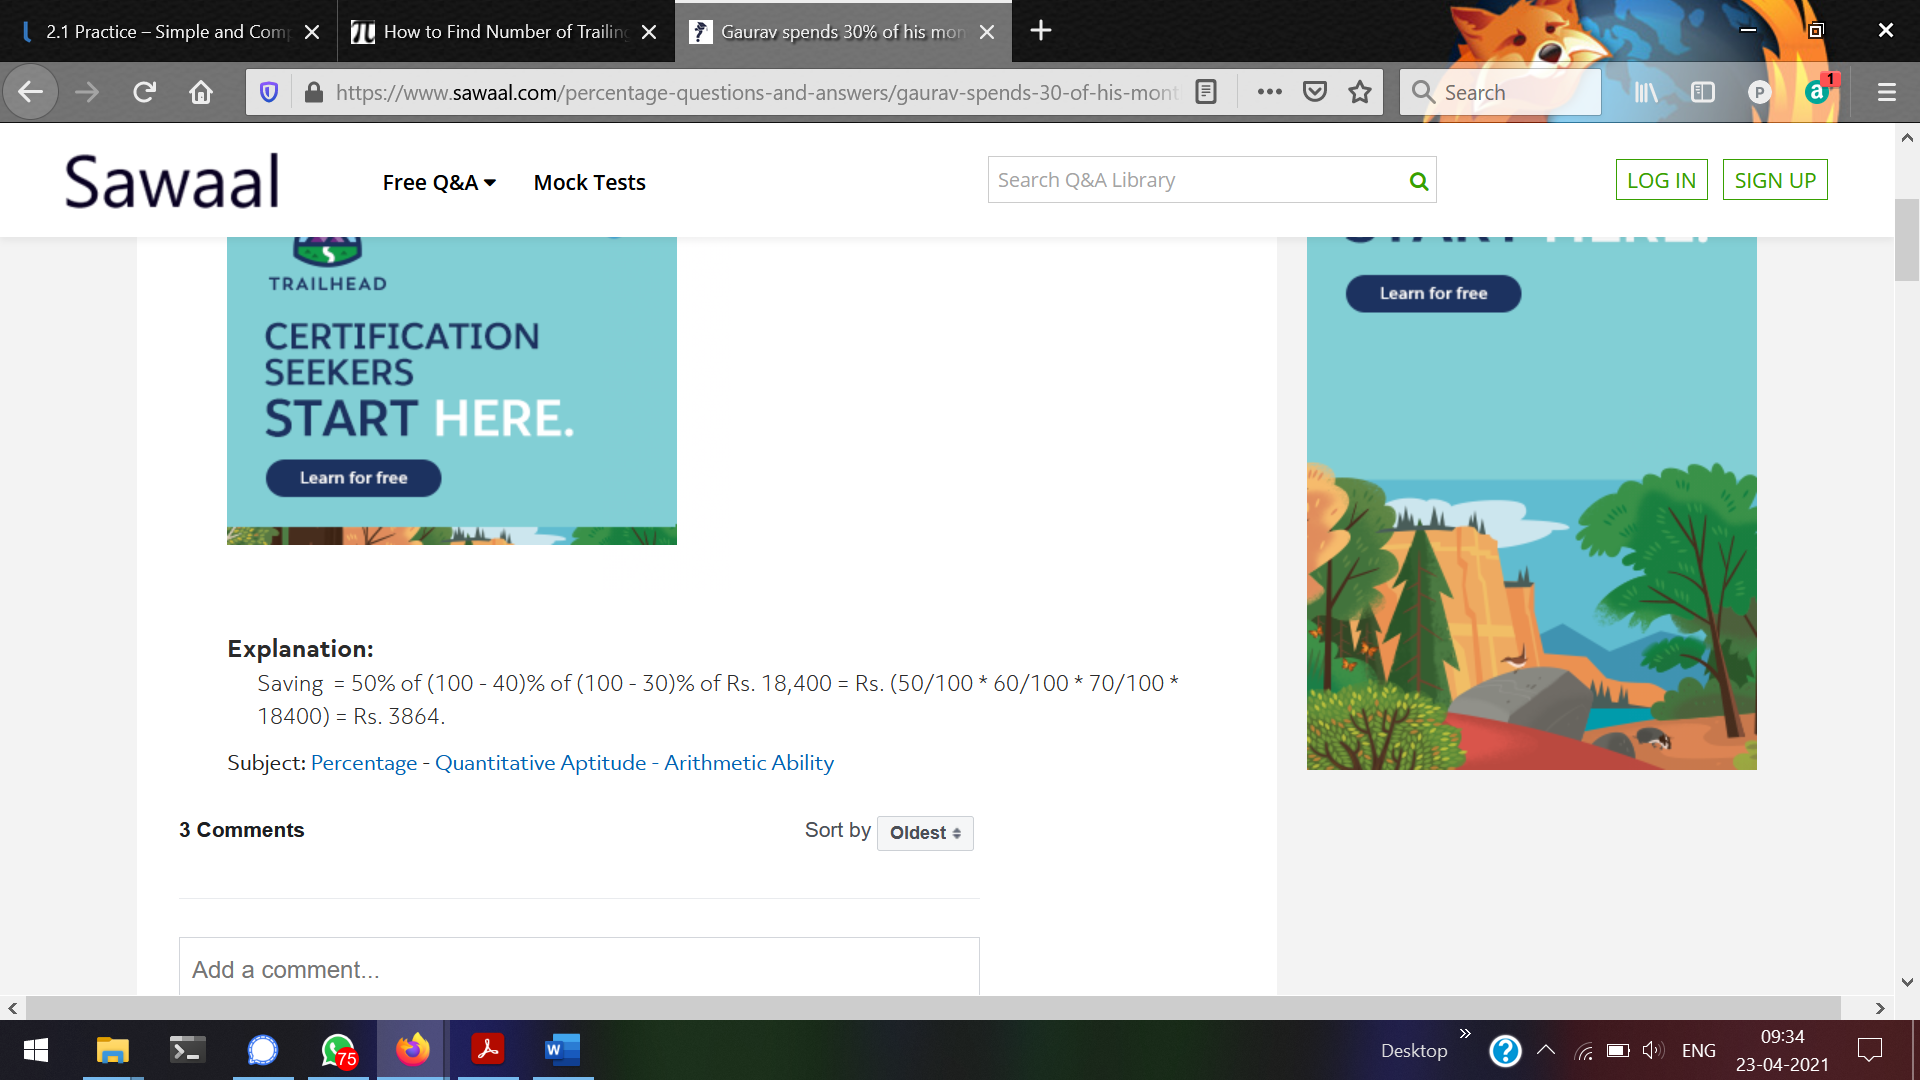 2.1 Practice – Simple and Com
How to Find Number of Trailin
Gaurav spends 30% of his mon
https://www.sawaal.com/percentage-questions-and-answers/gaurav-spends-30-of-his-mont
Search
P
a
1
Sawaal
Free Q&A
Mock Tests
Search Q&A Library
LOG IN
SIGN UP
TRAILHEAD
CERTIFICATION
SEEKERS
START HERE.
Learn for free
START HERE.
Learn for free
Explanation:
Saving = 50% of (100 - 40)% of (100 - 30)% of Rs. 18,400 = Rs. (50/100 * 60/100 * 70/100 *
18400) = Rs. 3864.
Subject: Percentage - Quantitative Aptitude - Arithmetic Ability
3 Comments
Sort by Oldest
Add a comment...
75
W
Desktop
ENG
09:34
23-04-2021